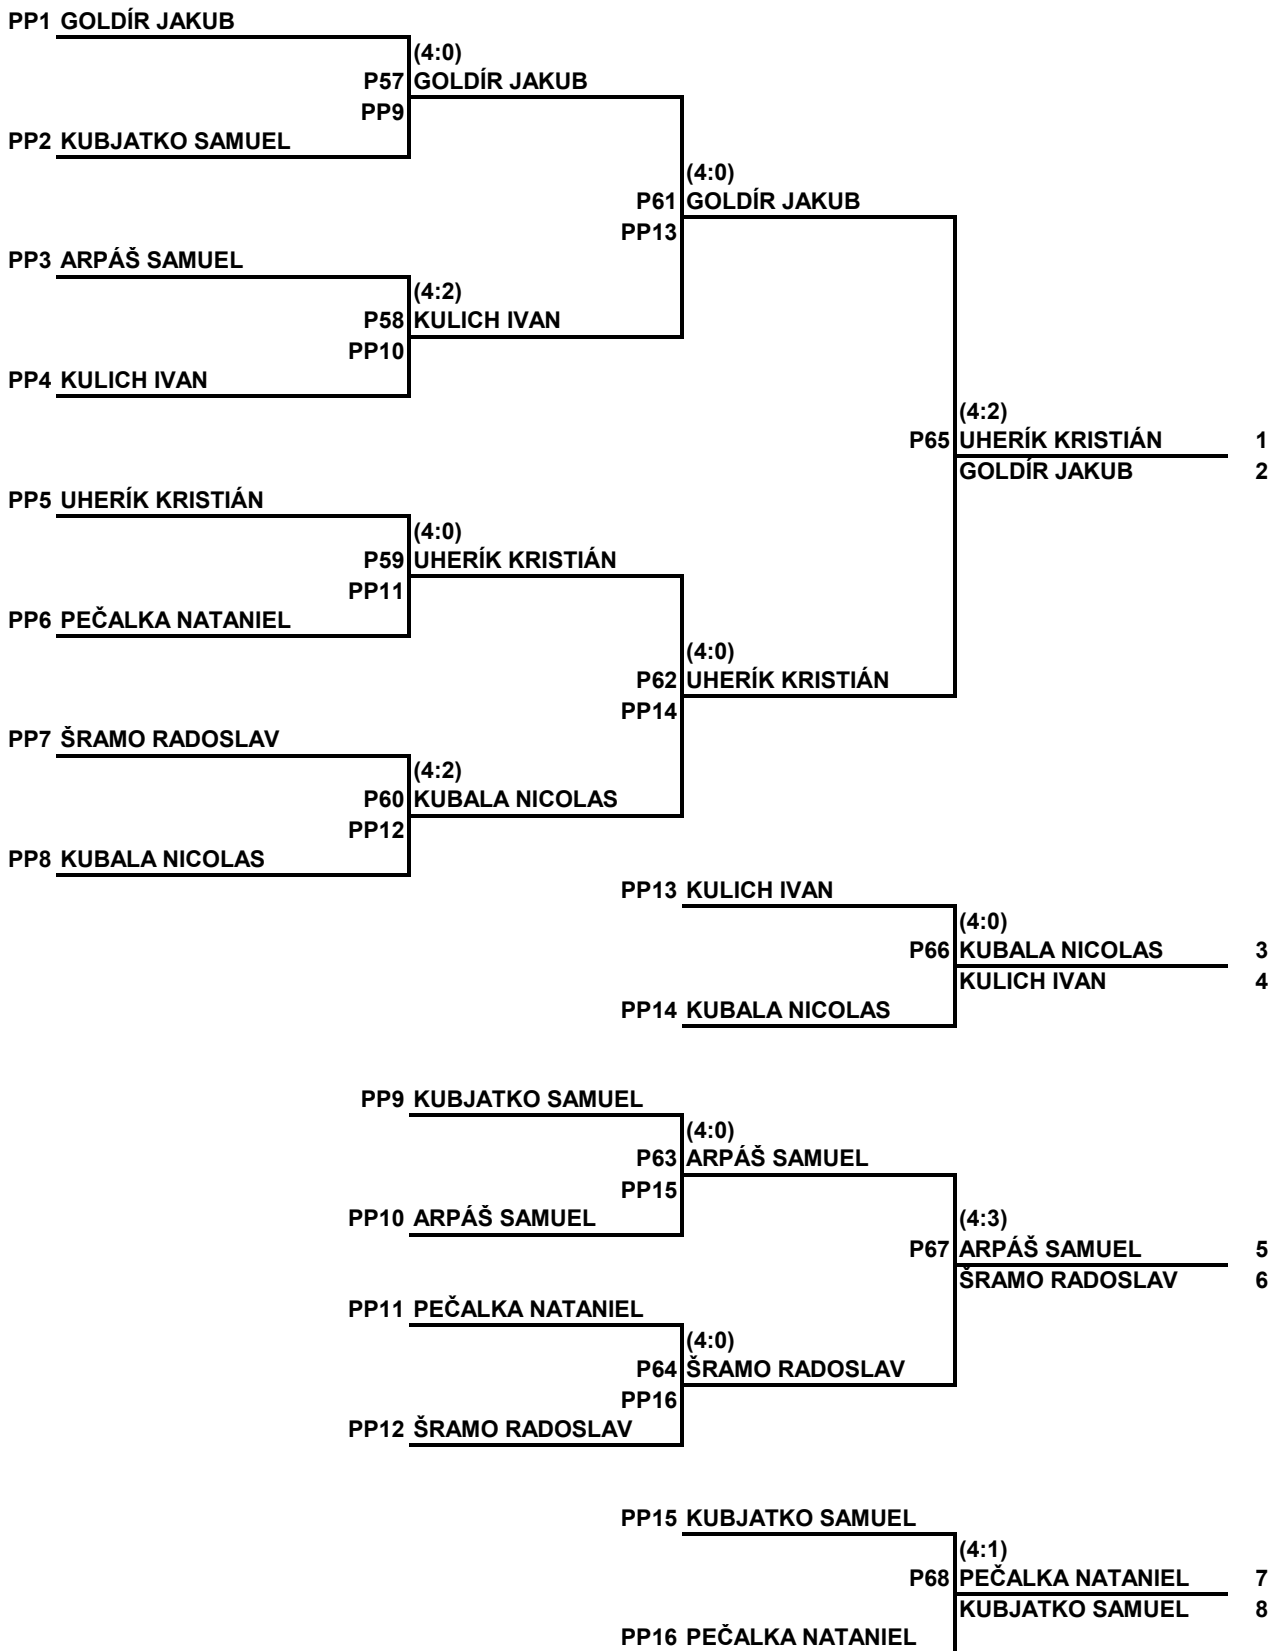 PP1 GOLDÍR JAKUB
(4:0)
P57 GOLDÍR JAKUB
PP9
PP2 KUBJATKO SAMUEL
(4:0)
P61 GOLDÍR JAKUB
PP13
PP3 ARPÁŠ SAMUEL
(4:2)
P58 KULICH IVAN
PP10
PP4 KULICH IVAN
(4:2)
P65 UHERÍK KRISTIÁN 1
GOLDÍR JAKUB 2
PP5 UHERÍK KRISTIÁN
(4:0)
P59 UHERÍK KRISTIÁN
PP11
PP6 PEČALKA NATANIEL
(4:0)
P62 UHERÍK KRISTIÁN
PP14
PP7 ŠRAMO RADOSLAV
(4:2)
P60 KUBALA NICOLAS
PP12
PP8 KUBALA NICOLAS
PP13 KULICH IVAN
(4:0)
P66 KUBALA NICOLAS 3
KULICH IVAN 4
PP14 KUBALA NICOLAS
PP9 KUBJATKO SAMUEL
(4:0)
P63 ARPÁŠ SAMUEL
PP15
PP10 ARPÁŠ SAMUEL
(4:3)
P67 ARPÁŠ SAMUEL 5
ŠRAMO RADOSLAV 6
PP11 PEČALKA NATANIEL
(4:0)
P64 ŠRAMO RADOSLAV
PP16
PP12 ŠRAMO RADOSLAV
PP15 KUBJATKO SAMUEL
(4:1)
P68 PEČALKA NATANIEL 7
KUBJATKO SAMUEL 8
PP16 PEČALKA NATANIEL